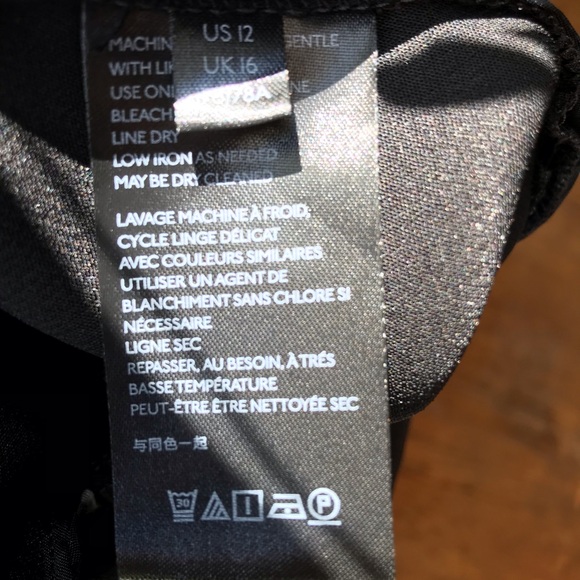 US 12
UK 16
MACHIN ENTLE
WITH LI
USE ON NE
BLEACH
LINE DRY
LOW IRON AS NEEDED
MAY BE DRY CLEANED
LAVAGE MACHINE À FROID,
CYCLE LINGE DÉLICAT
AVEC COULEURS SIMILAIRES
UTILISER UN AGENT DE
BLANCHIMENT SANS CHLORE SI
NÉCESSAIRE
LIGNE SEC
REPASSER, AU BESOIN, À TRÉS
BASSE TEMPÉRATURE
PEUT-ÊTRE ÊTRE NETTOYÉE SEC
与同色一起
30 P